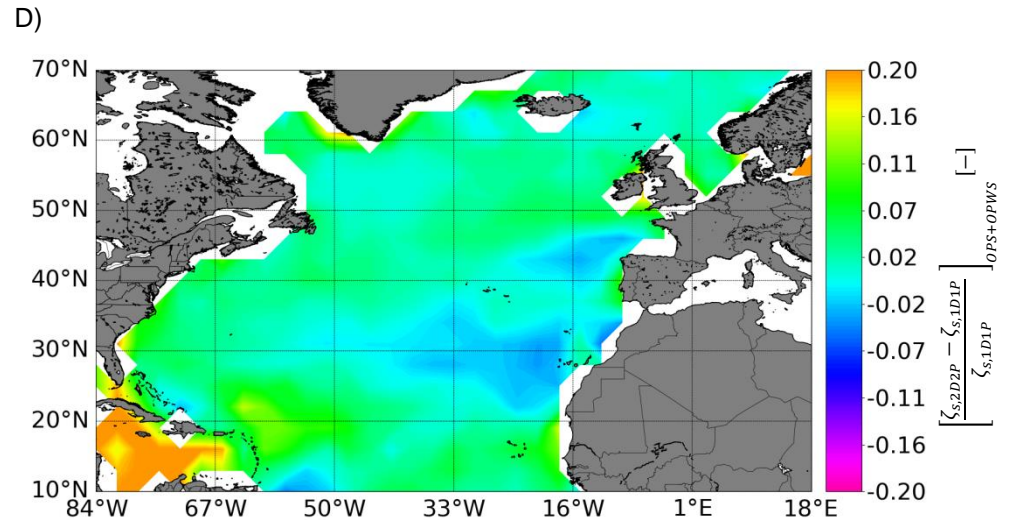 D)
70°N
60°N
50°N
40°N
30°N
20°N
10°N
84°W 67°W 50°W 33°W 16°W 1°E 18°E
0.20
0.16
0.11
0.07
0.02
-0.02
-0.07
-0.11
-0.16
-0.20
[(ζs,2D2P − ζs,1D1P) / ζs,1D1P]OPS+OPWS [−]